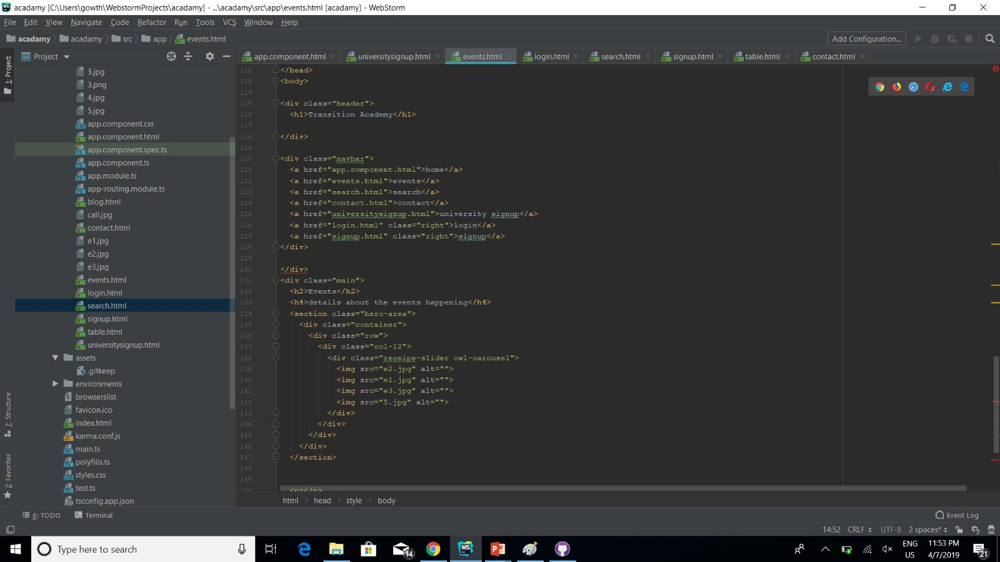 acadamy [C:\Users\gowth\WebstormProjects\acadamy] - ...\acadamy\src\app\events.html [acadamy] - WebStorm
File Edit View Navigate Code Refactor Run Tools VCS Window Help
acadamy acadamy src app events.html Add Configuration...
1: Project
Project
app.component.html universitysignup.html events.html login.html search.html signup.html table.html contact.html
3.jpg
3.png
4.jpg
5.jpg
app.component.css
app.component.html
app.component.spec.ts
app.component.ts
app.module.ts
app-routing.module.ts
blog.html
call.jpg
contact.html
e1.jpg
e2.jpg
e3.jpg
events.html
login.html
search.html
signup.html
table.html
universitysignup.html
assets
.gitkeep
environments
browserslist
favicon.ico
index.html
karma.conf.js
main.ts
polyfills.ts
styles.css
test.ts
tsconfig.app.json
7: Structure
2: Favorites
112 </head>
113 <body>
114
115 <div class="header">
116 <h1>Transition Academy</h1>
117
118 </div>
119
120 <div class="navbar">
121 <a href="app.component.html">home</a>
122 <a href="events.html">events</a>
123 <a href="search.html">search</a>
124 <a href="contact.html">contact</a>
125 <a href="universitysignup.html">university signup</a>
126 <a href="login.html" class="right">login</a>
127 <a href="signup.html" class="right">signup</a>
128 </div>
129
130 </div>
131 <div class="main">
132 <h2>Events</h2>
133 <h4>details about the events happening</h4>
134 <section class="hero-area">
135 <div class="container">
136 <div class="row">
137 <div class="col-12">
138 <div class="receipe-slider owl-carousel">
139 <img src="e2.jpg" alt="">
140 <img src="e1.jpg" alt="">
141 <img src="e3.jpg" alt="">
142 <img src="5.jpg" alt="">
143 </div>
144 </div>
145 </div>
146 </div>
147 </section>
148
149
150 <p></p>
html head style body
6: TODO Terminal Event Log
14:52 CRLF UTF-8 2 spaces*
Type here to search
14
WS
ENG
US
11:53 PM
4/7/2019
21